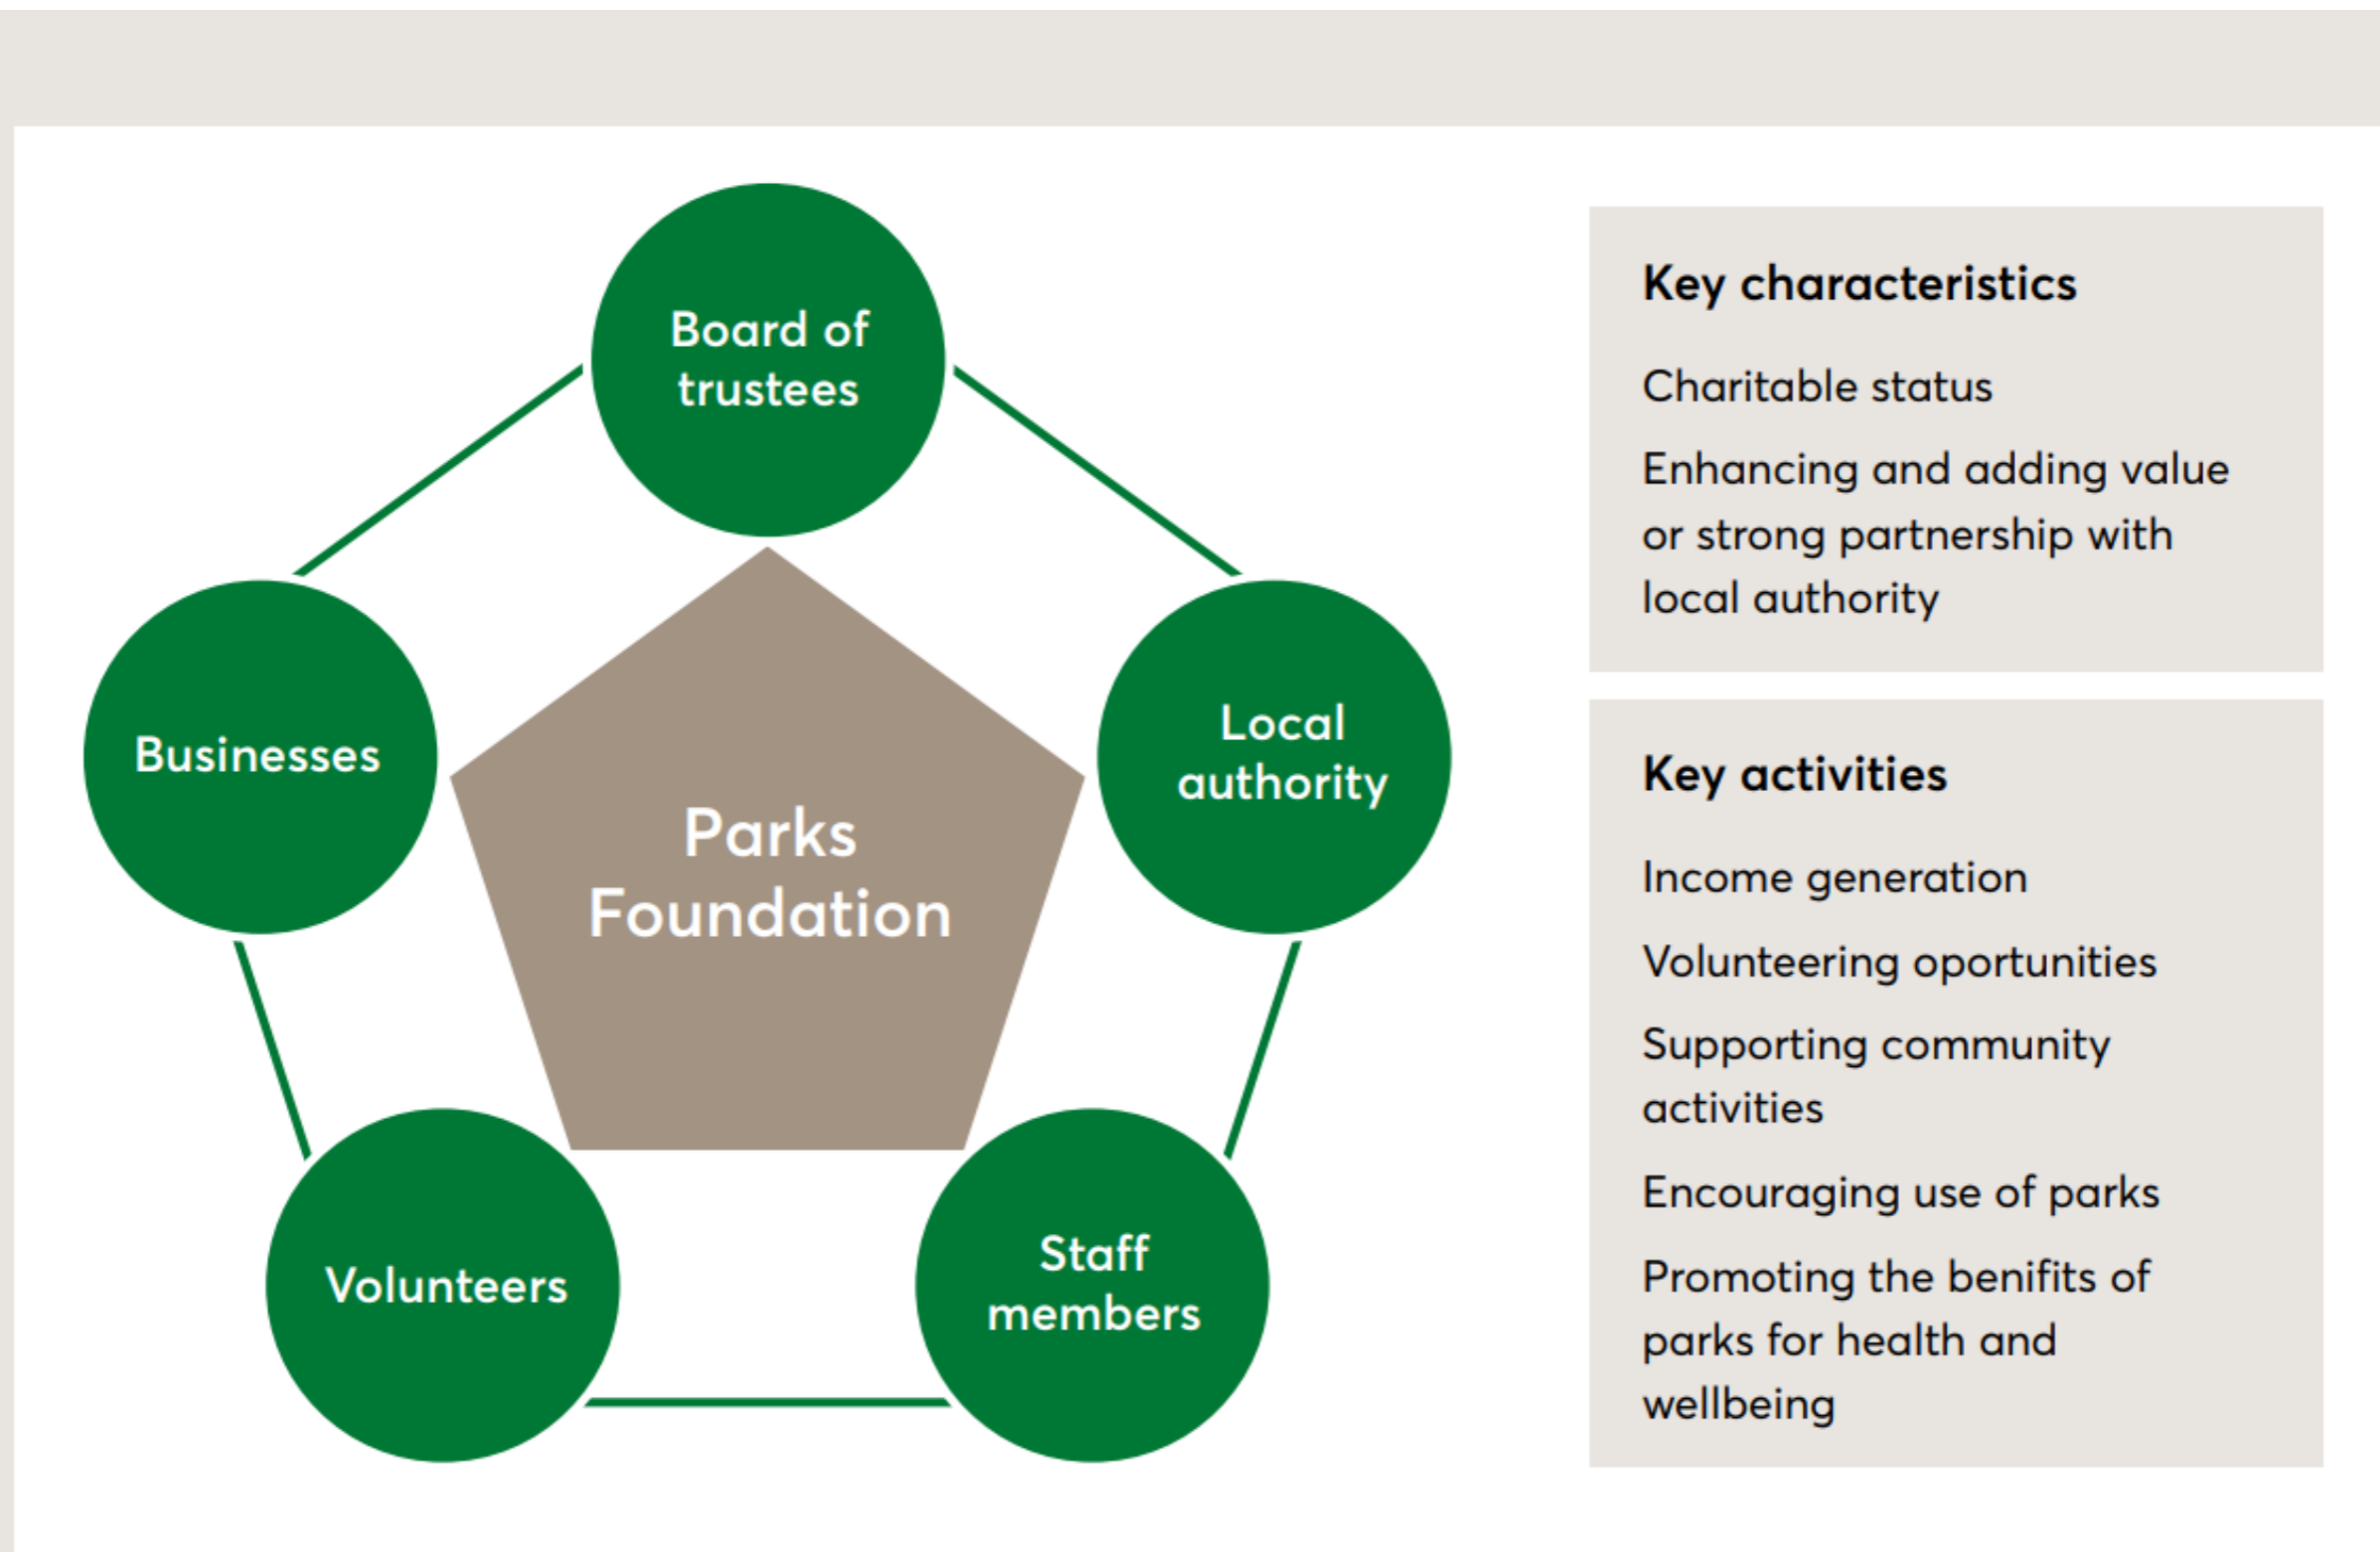 Board of
trustees
Businesses
Local
authority
Parks
Foundation
Volunteers
Staff
members
Key characteristics
Charitable status
Enhancing and adding value
or strong partnership with
local authority
Key activities
Income generation
Volunteering oportunities
Supporting community
activities
Encouraging use of parks
Promoting the benifits of
parks for health and
wellbeing